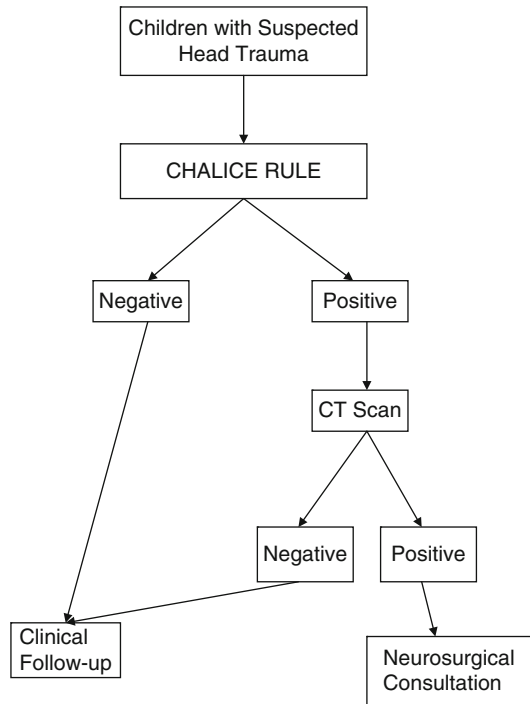 Children with Suspected
Head Trauma
CHALICE RULE
Negative
Positive
CT Scan
Negative
Positive
Clinical
Follow-up
Neurosurgical
Consultation